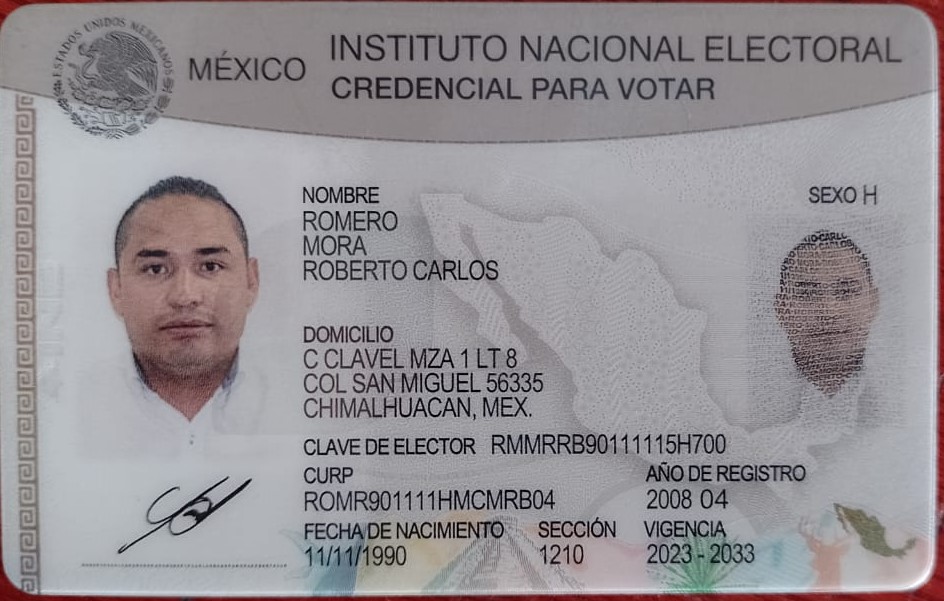 ESTADOS UNIDOS MEXICANOS
MÉXICO
INSTITUTO NACIONAL ELECTORAL
CREDENCIAL PARA VOTAR
NOMBRE
ROMERO
MORA
ROBERTO CARLOS
SEXO H
DOMICILIO
C CLAVEL MZA 1 LT 8
COL SAN MIGUEL 56335
CHIMALHUACAN, MEX.
CLAVE DE ELECTOR RMMRRB90111115H700
CURP
ROMR901111HMCMRB04
AÑO DE REGISTRO
2008 04
FECHA DE NACIMIENTO
11/11/1990
SECCIÓN
1210
VIGENCIA
2023 - 2033